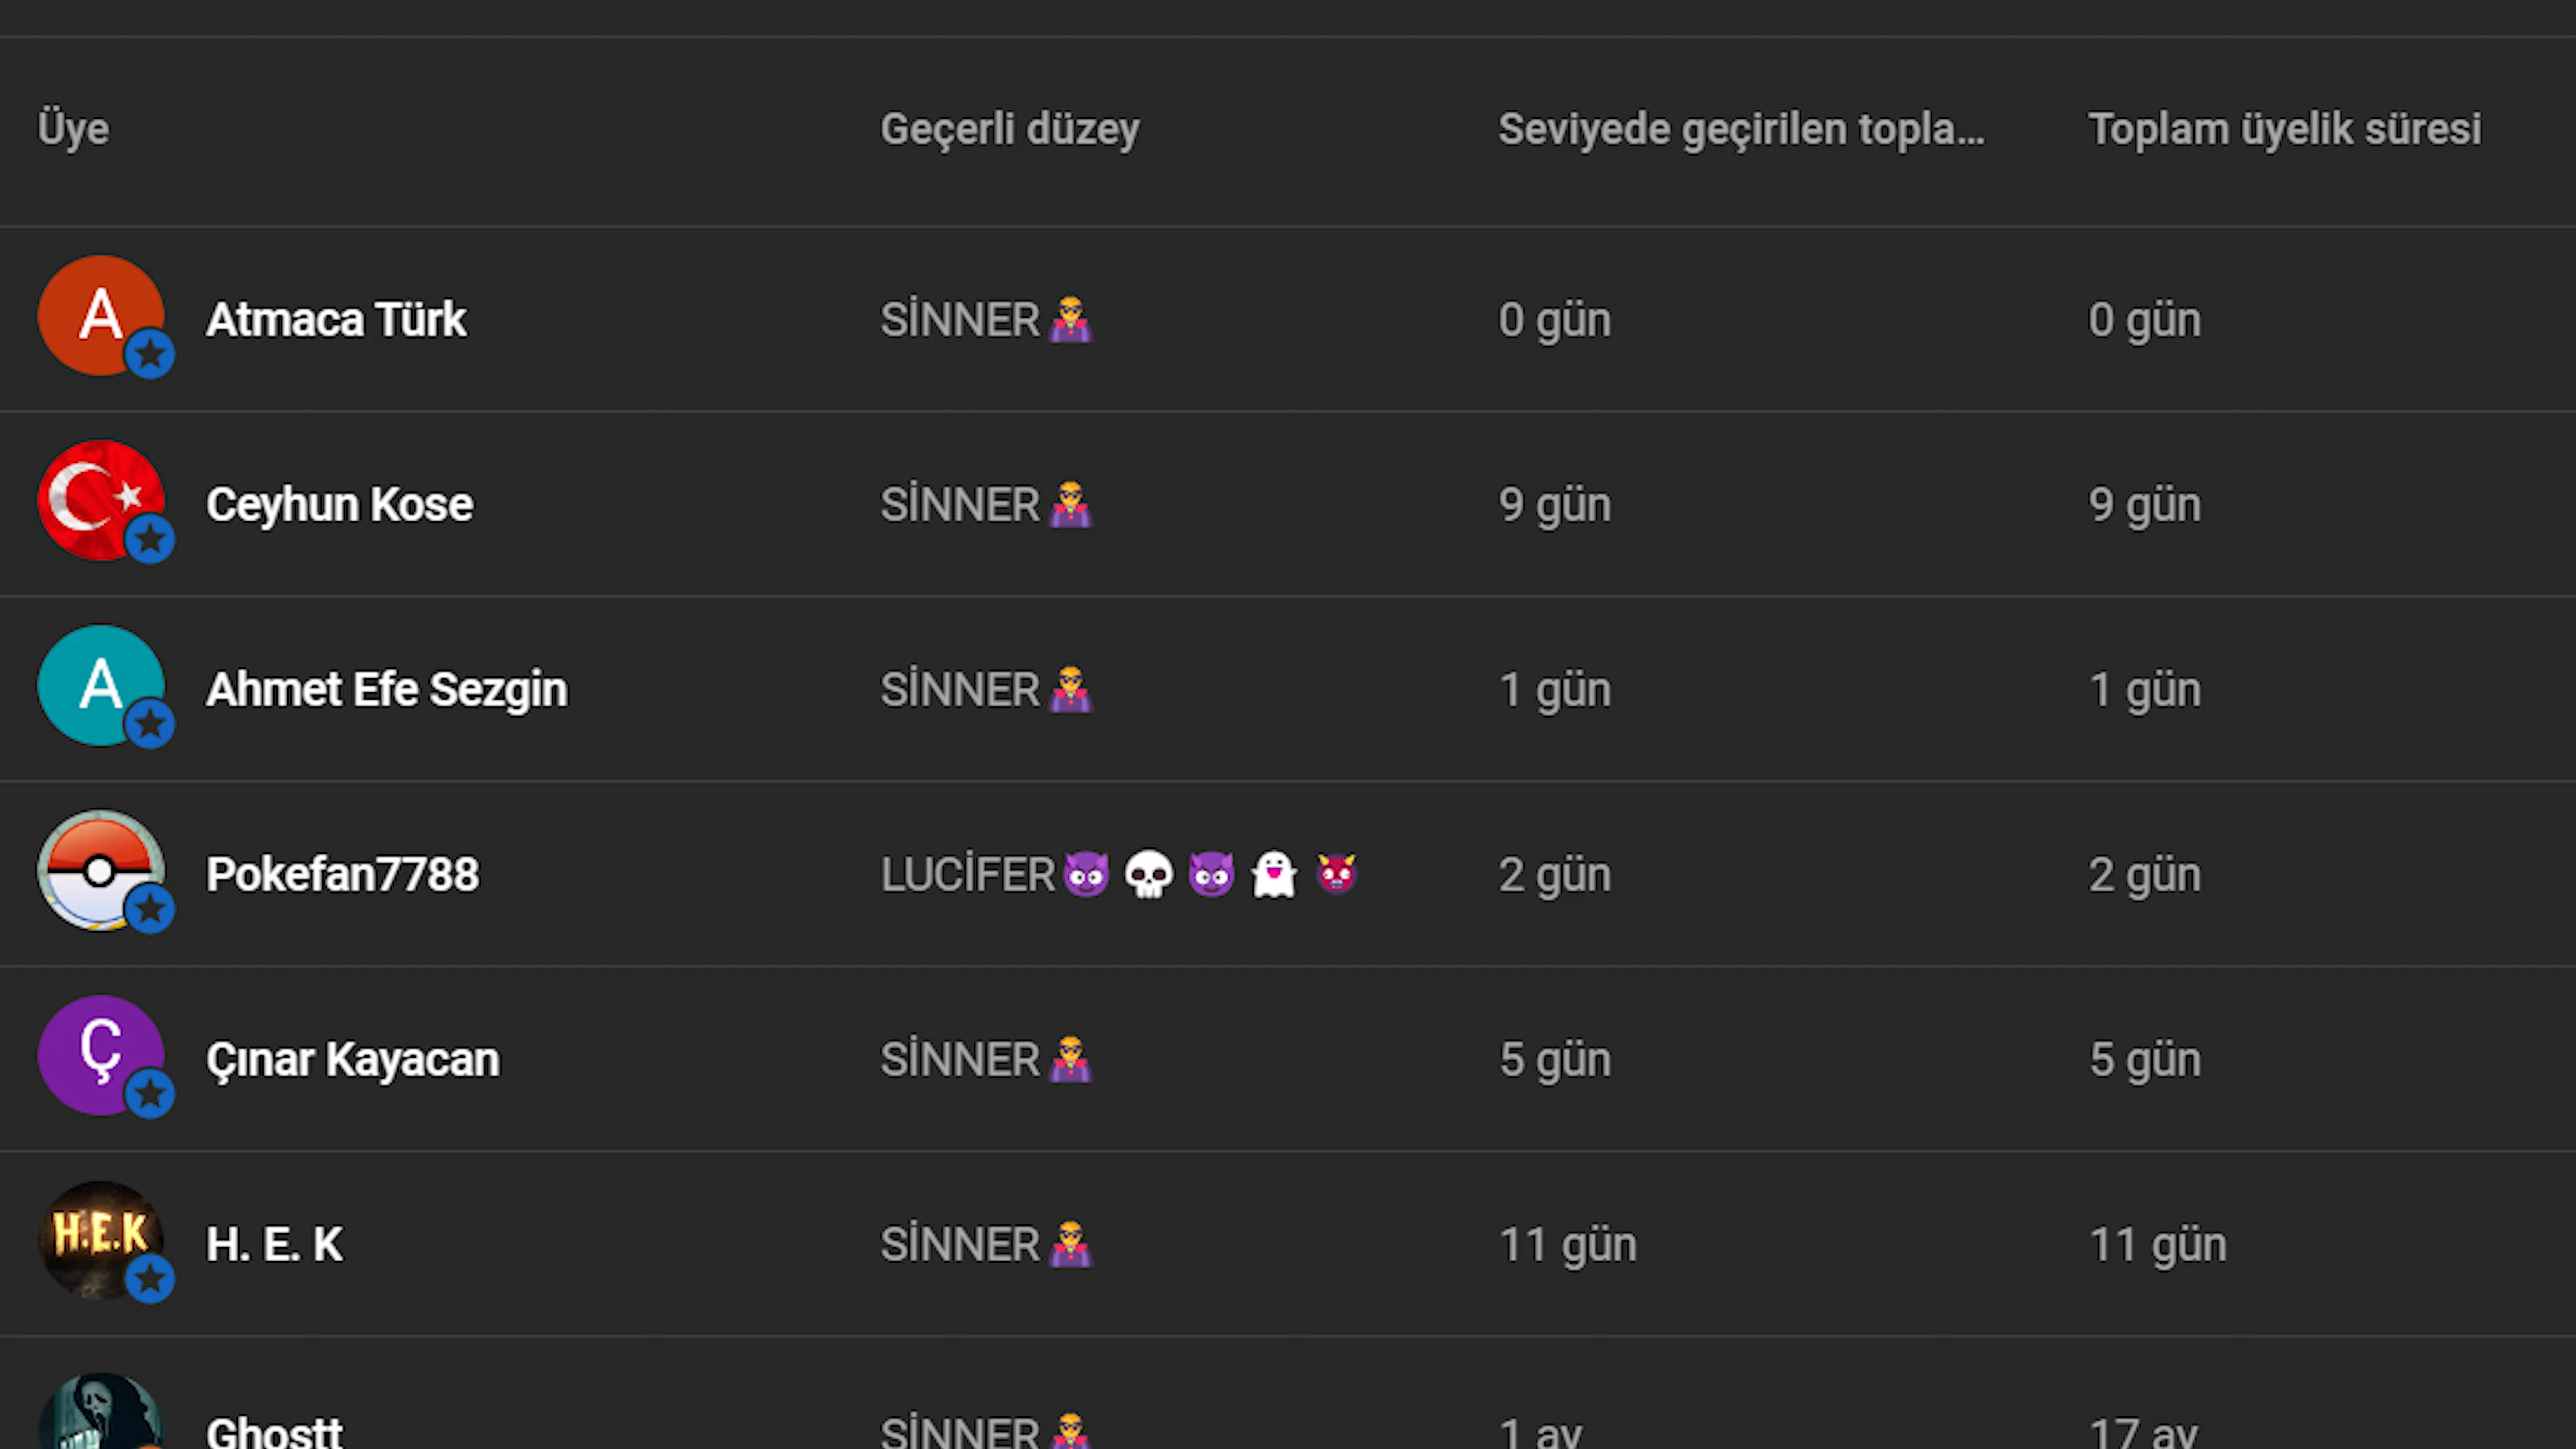 Üye Geçerli düzey Seviyede geçirilen topla... Toplam üyelik süresi
A Atmaca Türk SİNNER🦹 0 gün 0 gün
Ceyhun Kose SİNNER🦹 9 gün 9 gün
A Ahmet Efe Sezgin SİNNER🦹 1 gün 1 gün
Pokefan7788 LUCİFER😈💀😈👻👹 2 gün 2 gün
Ç Çınar Kayacan SİNNER🦹 5 gün 5 gün
H.E.K H. E. K SİNNER🦹 11 gün 11 gün
Ghostt SİNNER🦹 1 ay 17 ay